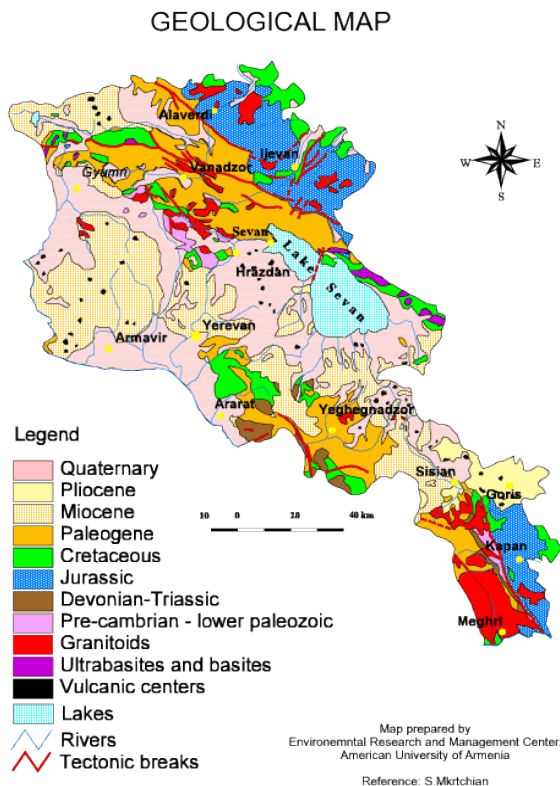 GEOLOGICAL MAP
Alaverdi
N
W E
S
Ijevan
Vanadzor
Gyumri
Sevan
Lake
Sevan
Hrazdan
Yerevan
Armavir
Ararat
Yeghegnadzor
Sisian
Goris
Kapan
Meghri
10 0 20 40 km
Legend
Quaternary
Pliocene
Miocene
Paleogene
Cretaceous
Jurassic
Devonian-Triassic
Pre-cambrian - lower paleozoic
Granitoids
Ultrabasites and basites
Vulcanic centers
Lakes
Rivers
Tectonic breaks
Map prepared by
Environemntal Research and Management Center,
American University of Armenia
Reference: S.Mkrtchian